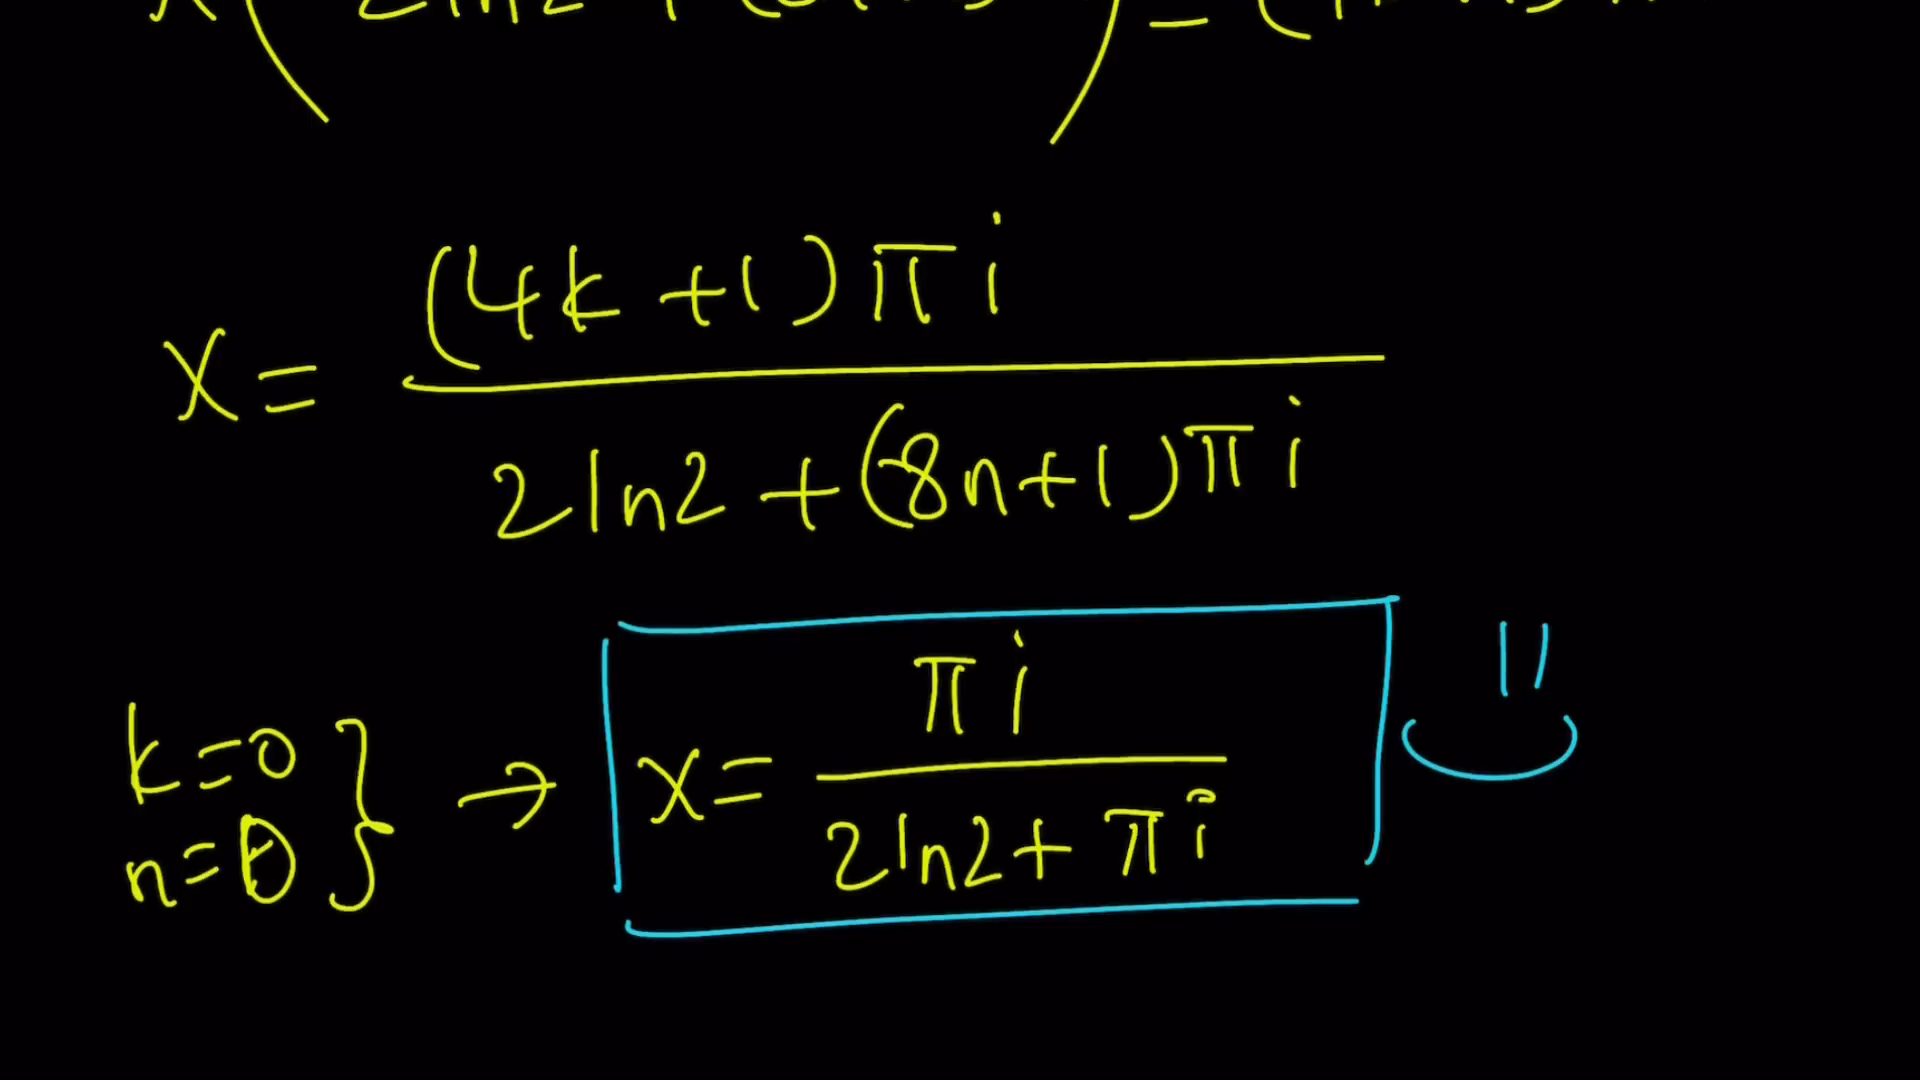 x = (4k+1)πi / 2ln2 + (8n+1)πi
k=0
n=0 } → x = πi / 2ln2 + πi